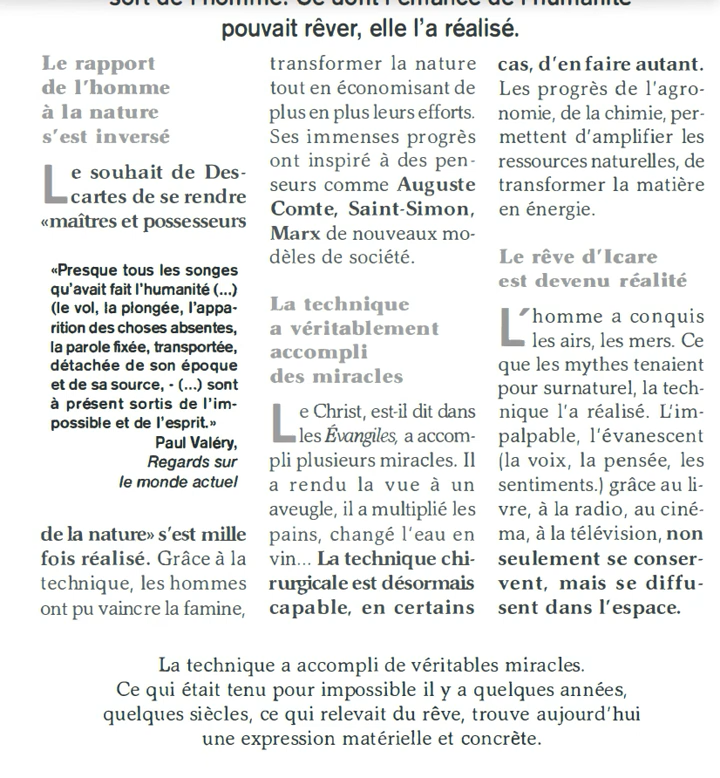 sort de l'homme. Ce dont l'enfance de l'humanité
pouvait rêver, elle l'a réalisé.
Le rapport
de l'homme
à la nature
s'est inversé
Le souhait de Des-
cartes de se rendre
«maîtres et possesseurs
«Presque tous les songes
qu'avait fait l'humanité (...)
(le vol, la plongée, l'appa-
rition des choses absentes,
la parole fixée, transportée,
détachée de son époque
et de sa source, - (...) sont
à présent sortis de l'im-
possible et de l'esprit.»
Paul Valéry,
Regards sur
le monde actuel
de la nature» s'est mille
fois réalisé. Grâce à la
technique, les hommes
ont pu vaincre la famine,
transformer la nature
tout en économisant de
plus en plus leurs efforts.
Ses immenses progrès
ont inspiré à des pen-
seurs comme Auguste
Comte, Saint-Simon,
Marx de nouveaux mo-
dèles de société.
La technique
a véritablement
accompli
des miracles
Le Christ, est-il dit dans
les Évangiles, a accom-
pli plusieurs miracles. Il
a rendu la vue à un
aveugle, il a multiplié les
pains, changé l'eau en
vin... La technique chi-
rurgicale est désormais
capable, en certains
cas, d'en faire autant.
Les progrès de l'agro-
nomie, de la chimie, per-
mettent d'amplifier les
ressources naturelles, de
transformer la matière
en énergie.
Le rêve d'Icare
est devenu réalité
L'homme a conquis
les airs, les mers. Ce
que les mythes tenaient
pour surnaturel, la tech-
nique l'a réalisé. L'im-
palpable, l'évanescent
(la voix, la pensée, les
sentiments.) grâce au li-
vre, à la radio, au ciné-
ma, à la télévision, non
seulement se conser-
vent, mais se diffu-
sent dans l'espace.
La technique a accompli de véritables miracles.
Ce qui était tenu pour impossible il y a quelques années,
quelques siècles, ce qui relevait du rêve, trouve aujourd'hui
une expression matérielle et concrète.